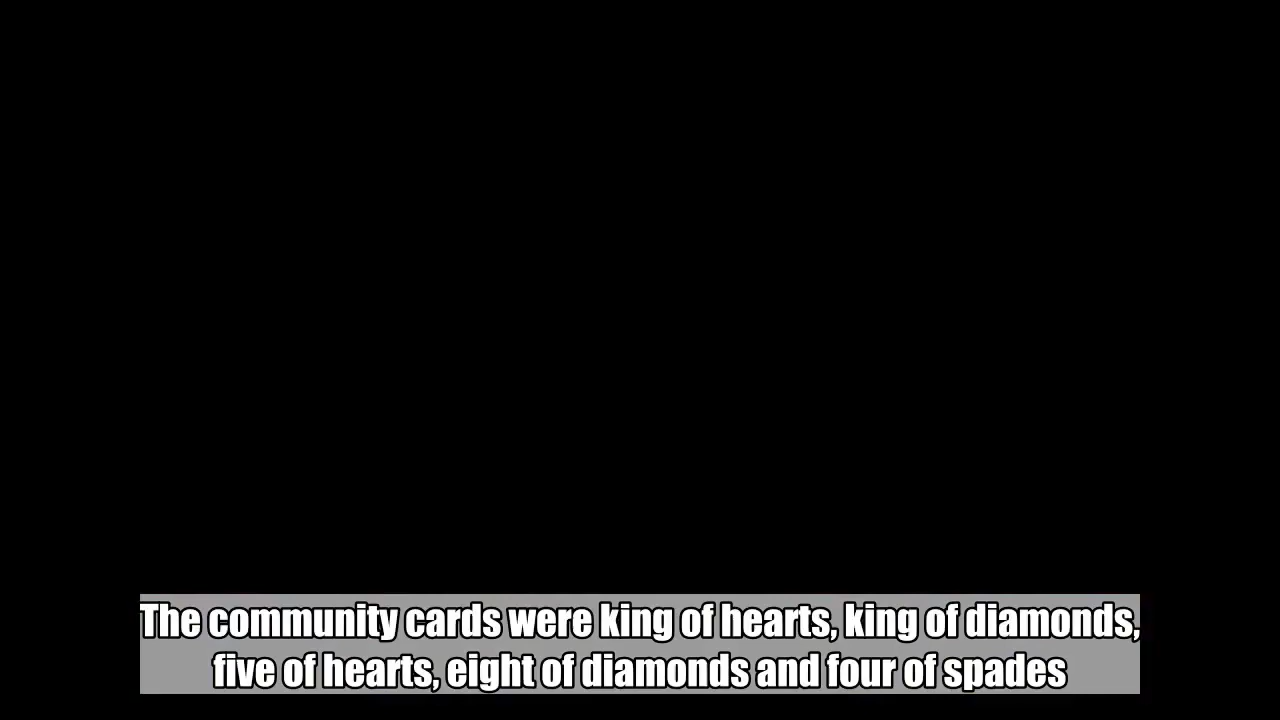 The community cards were king of hearts, king of diamonds,
five of hearts, eight of diamonds and four of spades